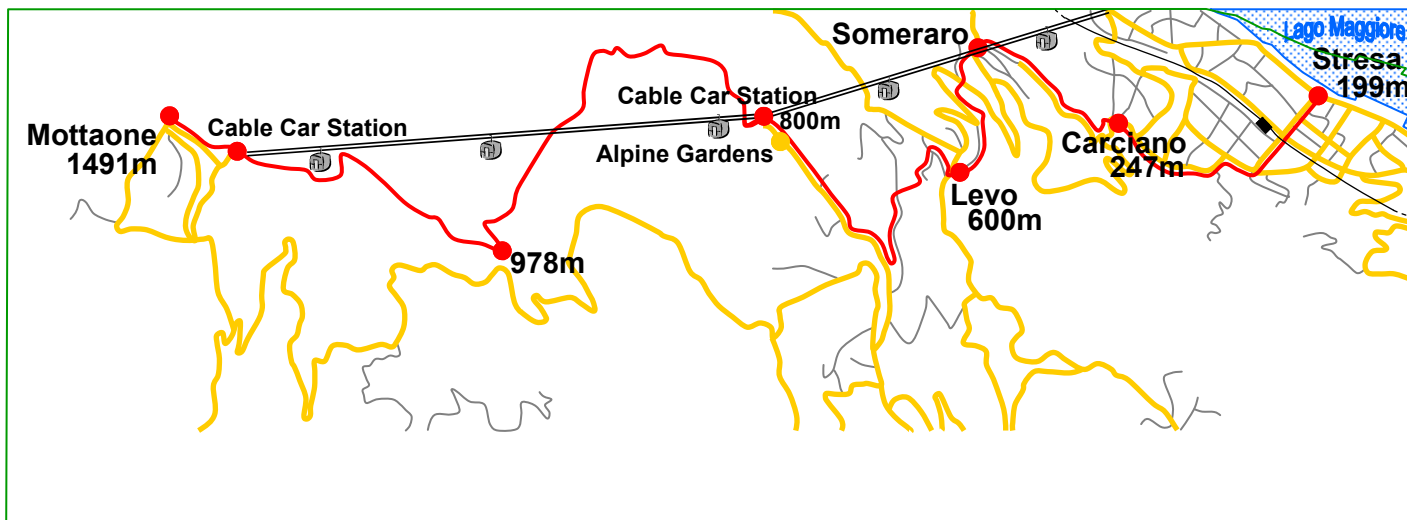 Lago Maggiore
Someraro
Stresa
199m
Cable Car Station
800m
Mottaone
1491m
Cable Car Station
Alpine Gardens
Carciano
247m
Levo
600m
978m